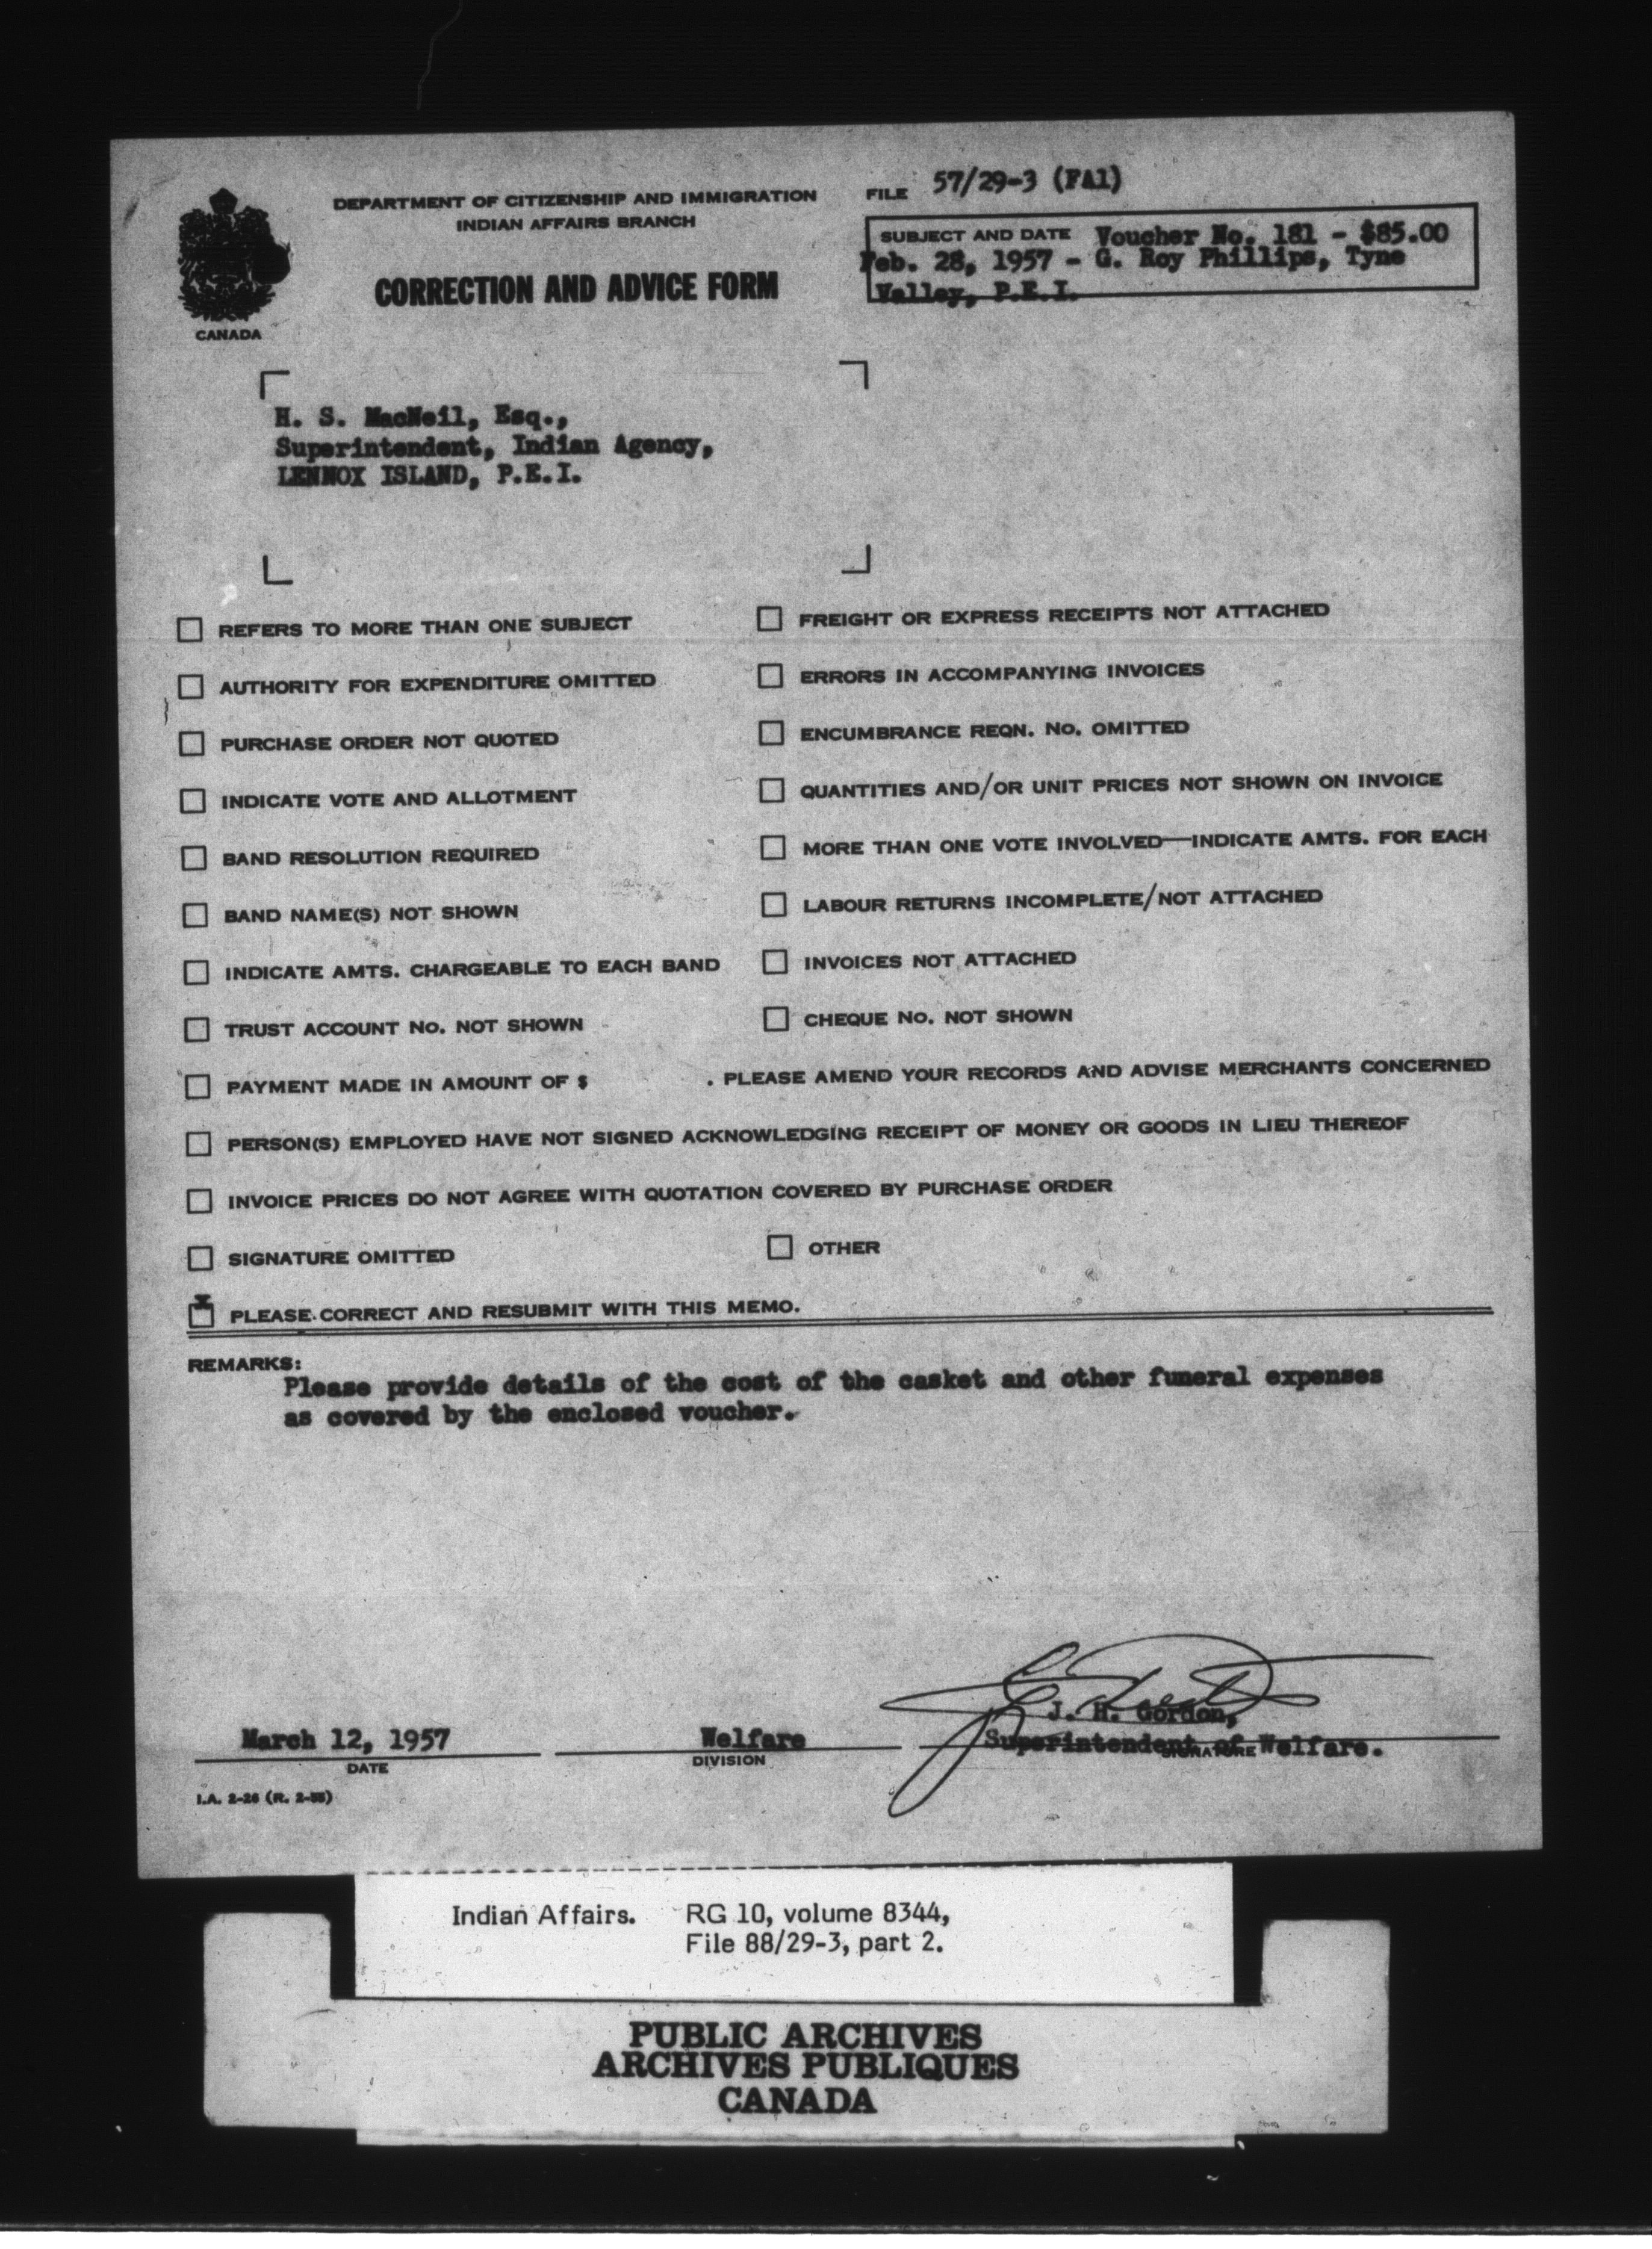 DEPARTMENT OF CITIZENSHIP AND IMMIGRATION
INDIAN AFFAIRS BRANCH
CORRECTION AND ADVICE FORM
CANADA
FILE 57/29-3 (FA1)
SUBJECT AND DATE Voucher No. 181 - $85.00
Feb. 28, 1957 - G. Roy Phillips, Tyne
Valley, P.E.I.
H. S. MacNeil, Esq.,
Superintendent, Indian Agency,
LENNOX ISLAND, P.E.I.
REFERS TO MORE THAN ONE SUBJECT
FREIGHT OR EXPRESS RECEIPTS NOT ATTACHED
AUTHORITY FOR EXPENDITURE OMITTED
ERRORS IN ACCOMPANYING INVOICES
PURCHASE ORDER NOT QUOTED
ENCUMBRANCE REQN. NO. OMITTED
INDICATE VOTE AND ALLOTMENT
QUANTITIES AND/OR UNIT PRICES NOT SHOWN ON INVOICE
BAND RESOLUTION REQUIRED
MORE THAN ONE VOTE INVOLVED—INDICATE AMTS. FOR EACH
BAND NAME(S) NOT SHOWN
LABOUR RETURNS INCOMPLETE/NOT ATTACHED
INDICATE AMTS. CHARGEABLE TO EACH BAND
INVOICES NOT ATTACHED
TRUST ACCOUNT NO. NOT SHOWN
CHEQUE NO. NOT SHOWN
PAYMENT MADE IN AMOUNT OF $ . PLEASE AMEND YOUR RECORDS AND ADVISE MERCHANTS CONCERNED
PERSON(S) EMPLOYED HAVE NOT SIGNED ACKNOWLEDGING RECEIPT OF MONEY OR GOODS IN LIEU THEREOF
INVOICE PRICES DO NOT AGREE WITH QUOTATION COVERED BY PURCHASE ORDER
SIGNATURE OMITTED
OTHER
PLEASE CORRECT AND RESUBMIT WITH THIS MEMO.
REMARKS:
Please provide details of the cost of the casket and other funeral expenses
as covered by the enclosed voucher.
J. H. Gordon,
March 12, 1957 Welfare Superintendent of Welfare.
DATE DIVISION SIGNATURE
I.A. 2-26 (R. 2-55)
Indian Affairs. RG 10, volume 8344,
File 88/29-3, part 2.
PUBLIC ARCHIVES
ARCHIVES PUBLIQUES
CANADA